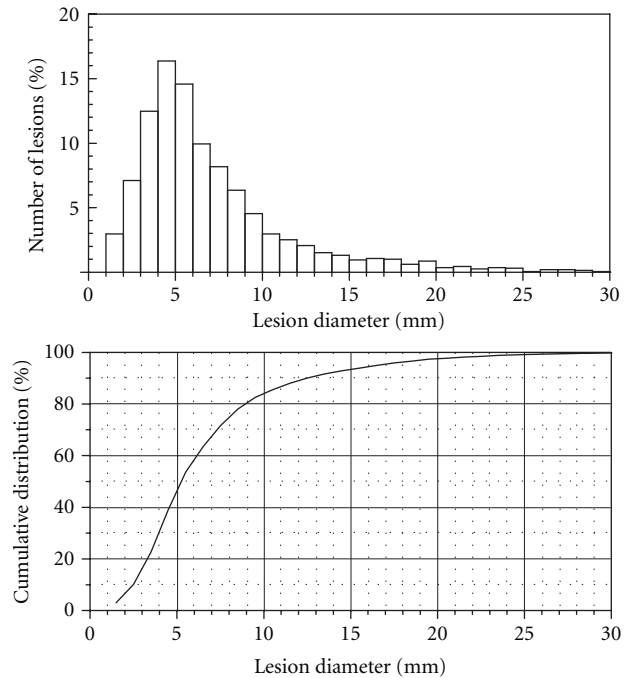 Number of lesions (%)
20
15
10
5
0 5 10 15 20 25 30
Lesion diameter (mm)
Cumulative distribution (%)
100
80
60
40
20
0
0 5 10 15 20 25 30
Lesion diameter (mm)